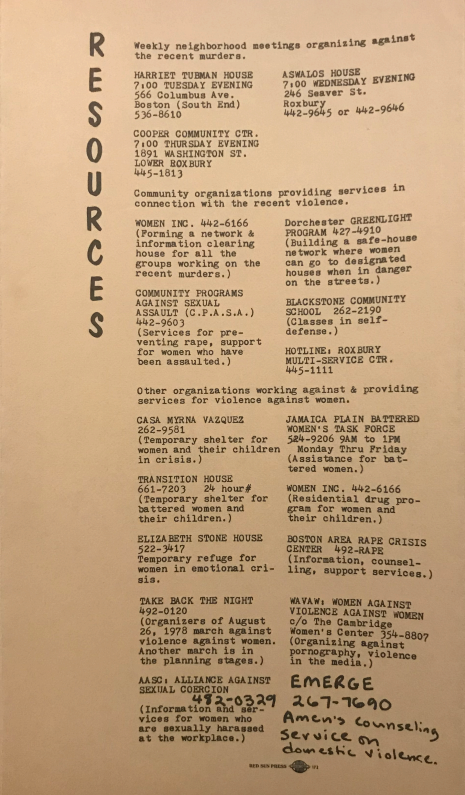 RESOURCES
Weekly neighborhood meetings organizing against
the recent murders.
HARRIET TUBMAN HOUSE
7:00 TUESDAY EVENING
566 Columbus Ave.
Boston (South End)
536-8610
ASWALOS HOUSE
7:00 WEDNESDAY EVENING
246 Seaver St.
Roxbury
442-9645 or 442-9646
COOPER COMMUNITY CTR.
7:00 THURSDAY EVENING
1891 WASHINGTON ST.
LOWER ROXBURY
445-1813
Community organizations providing services in
connection with the recent violence.
WOMEN INC. 442-6166
(Forming a network &
information clearing
house for all the
groups working on the
recent murders.)
Dorchester GREENLIGHT
PROGRAM 427-4910
(Building a safe-house
network where women
can go to designated
houses when in danger
on the streets.)
COMMUNITY PROGRAMS
AGAINST SEXUAL
ASSAULT (C.P.A.S.A.)
442-9603
(Services for pre-
venting rape, support
for women who have
been assaulted.)
BLACKSTONE COMMUNITY
SCHOOL 262-2190
(Classes in self-
defense.)
HOTLINE: ROXBURY
MULTI-SERVICE CTR.
445-1111
Other organizations working against & providing
services for violence against women.
CASA MYRNA VAZQUEZ
262-9581
(Temporary shelter for
women and their children
in crisis.)
JAMAICA PLAIN BATTERED
WOMEN'S TASK FORCE
524-9206 9AM to 1PM
Monday Thru Friday
(Assistance for bat-
tered women.)
TRANSITION HOUSE
661-7203 24 hour#
(Temporary shelter for
battered women and
their children.)
WOMEN INC. 442-6166
(Residential drug pro-
gram for women and
their children.)
ELIZABETH STONE HOUSE
522-3417
Temporary refuge for
women in emotional cri-
sis.
BOSTON AREA RAPE CRISIS
CENTER 492-RAPE
(Information, counsel-
ling, support services.)
TAKE BACK THE NIGHT
492-0120
(Organizers of August
26, 1978 march against
violence against women.
Another march is in
the planning stages.)
WAVAW: WOMEN AGAINST
VIOLENCE AGAINST WOMEN
c/o The Cambridge
Women's Center 354-8807
(Organizing against
pornography, violence
in the media.)
AASC: ALLIANCE AGAINST
SEXUAL COERCION
482-0329
(Information and ser-
vices for women who
are sexually harassed
at the workplace.)
EMERGE
267-7690
A men's counseling
service on
domestic violence.
RED SUN PRESS